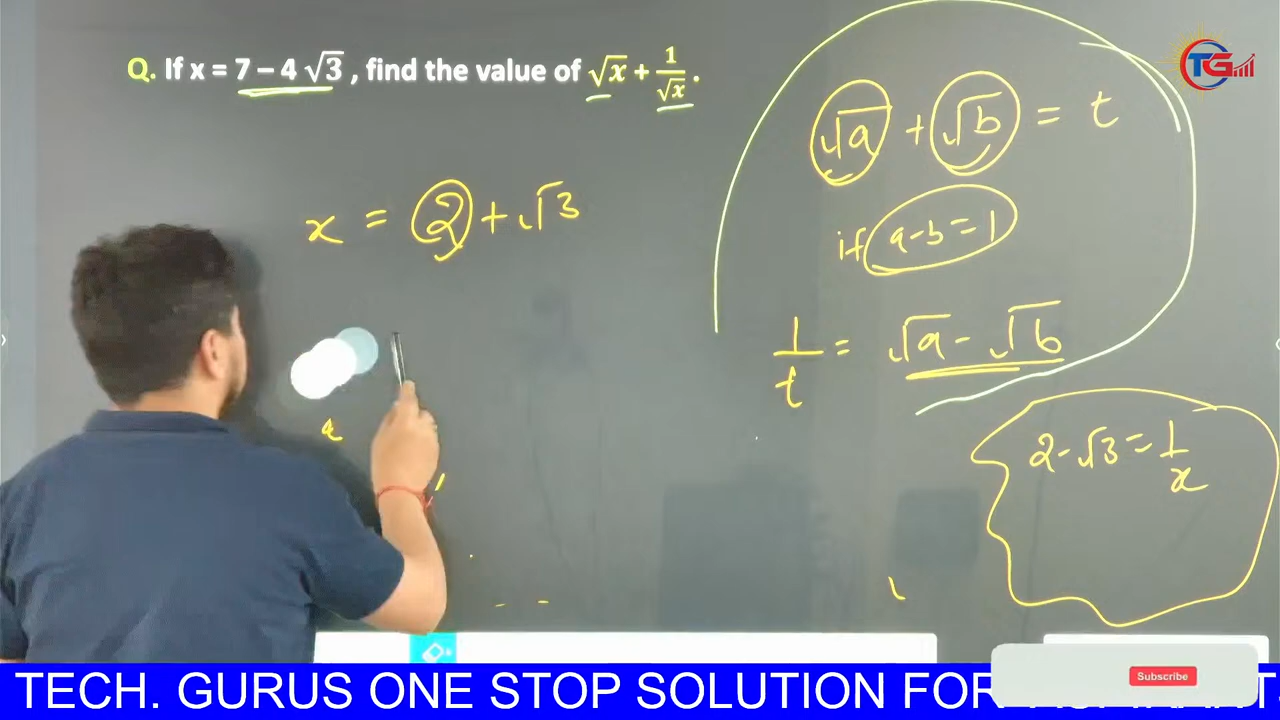 Q. If x = 7 – 4 √3 , find the value of √x + 1/√x .
TG
√a + √b = t
x = 2 + √3
if a-b=1
1/t = √a - √b
2-√3 = 1/x
a
Subscribe
TECH. GURUS ONE STOP SOLUTION FOR